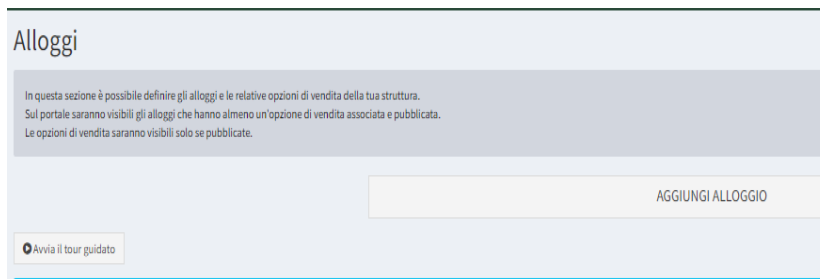 Alloggi
In questa sezione è possibile definire gli alloggi e le relative opzioni di vendita della tua struttura.
Sul portale saranno visibili gli alloggi che hanno almeno un'opzione di vendita associata e pubblicata.
Le opzioni di vendita saranno visibili solo se pubblicate.
AGGIUNGI ALLOGGIO
Avvia il tour guidato